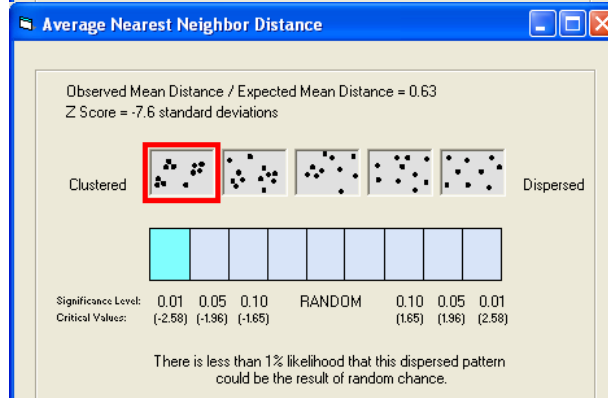 Average Nearest Neighbor Distance
Observed Mean Distance / Expected Mean Distance = 0.63
Z Score = -7.6 standard deviations
Clustered Dispersed
Significance Level: 0.01 0.05 0.10 RANDOM 0.10 0.05 0.01
Critical Values: (-2.58) (-1.96) (-1.65) (1.65) (1.96) (2.58)
There is less than 1% likelihood that this dispersed pattern
could be the result of random chance.